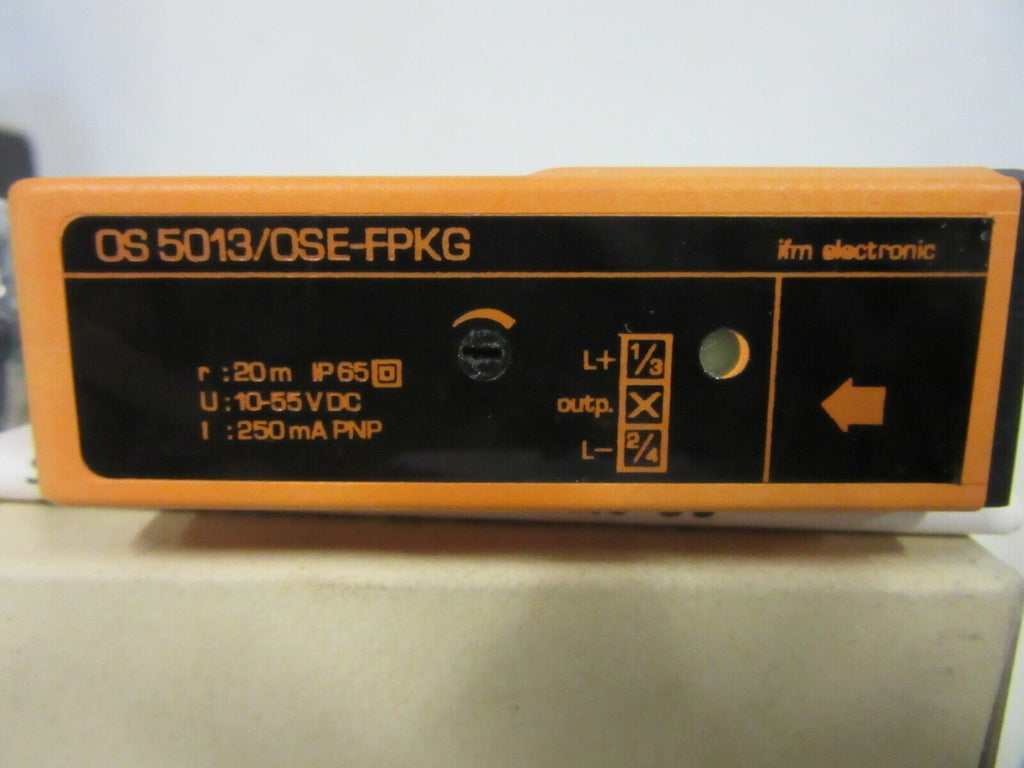 OS 5013/OSE-FPKG
ifm electronic
r : 20 m IP 65
U : 10-55 V DC
I : 250 mA PNP
L+ 1/3
outp. X
L- 2/4